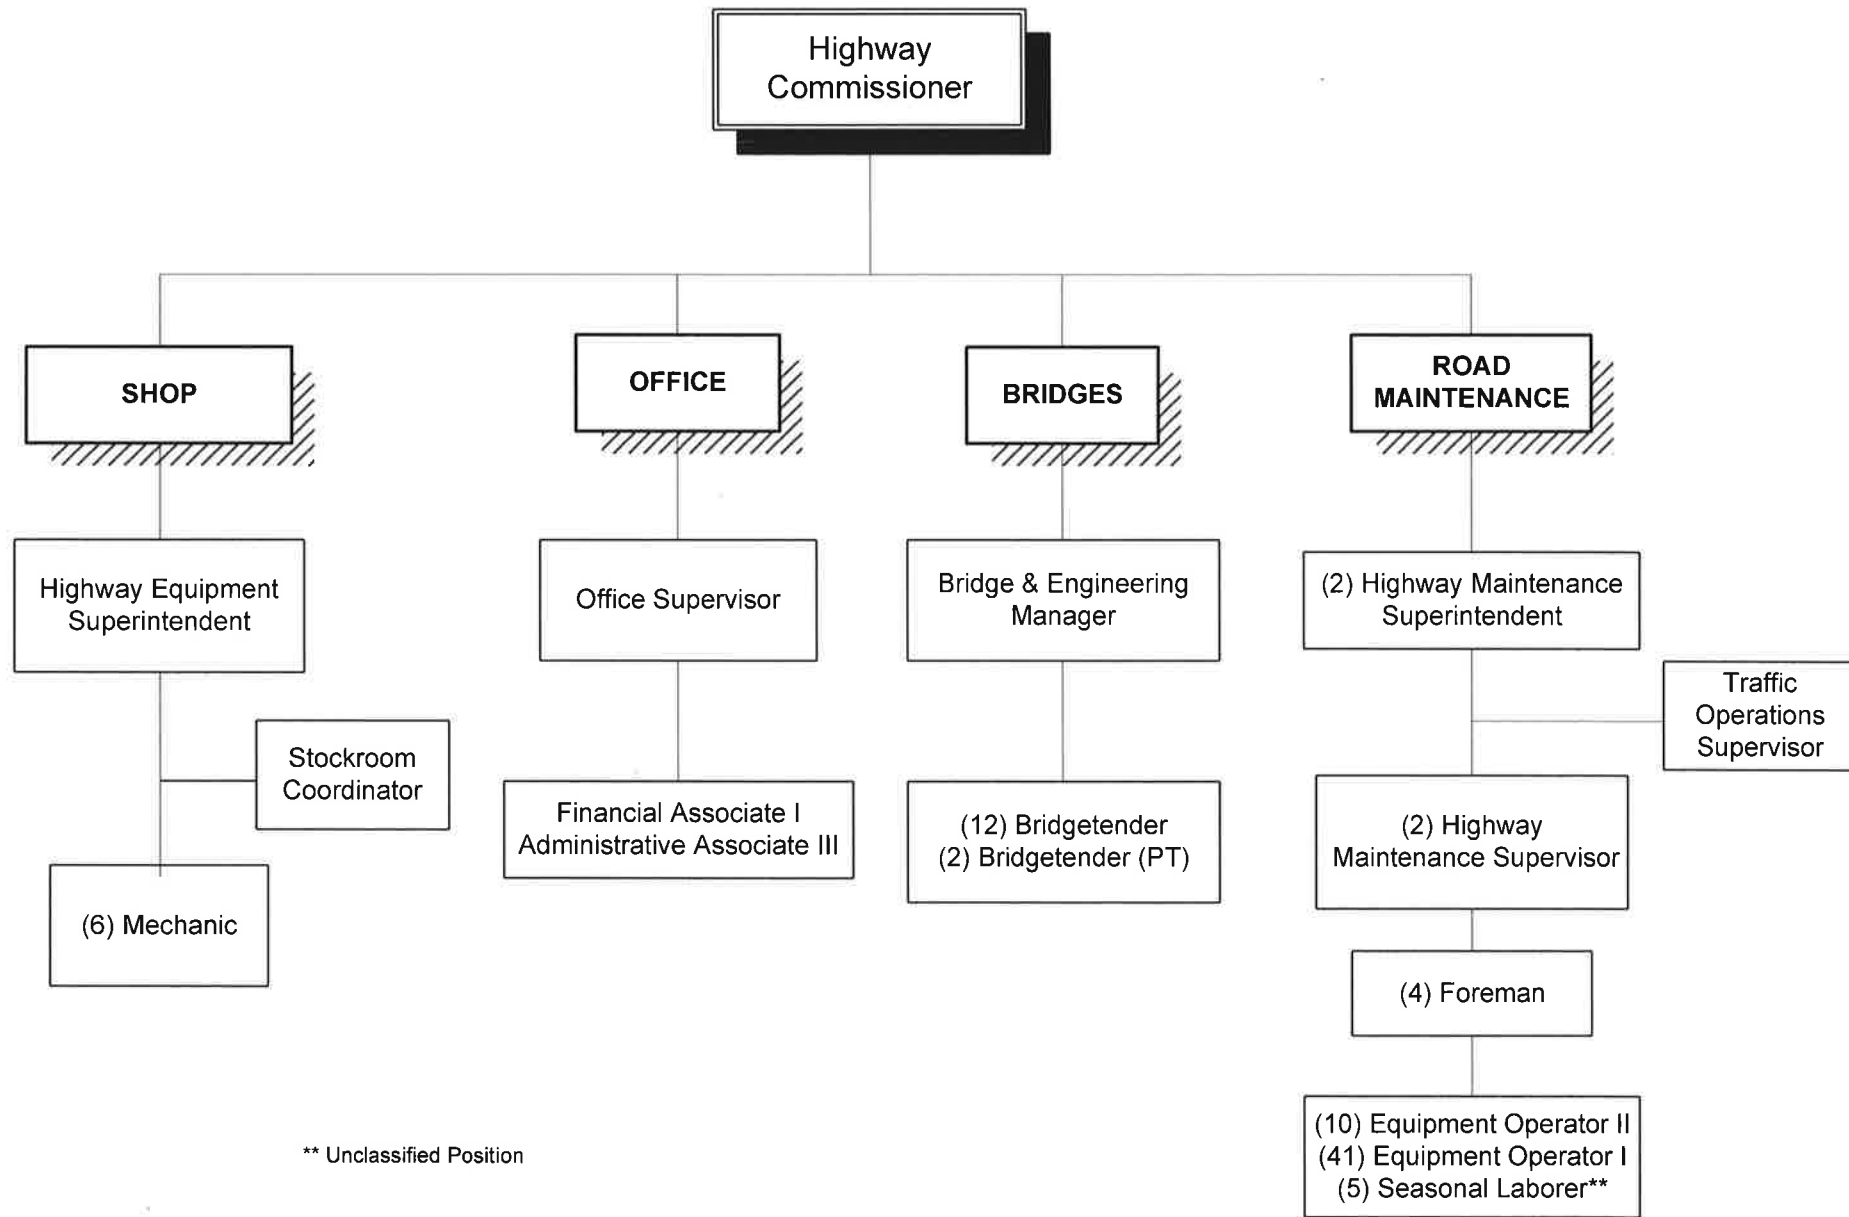 Highway
Commissioner
SHOP
OFFICE
BRIDGES
ROAD
MAINTENANCE
Highway Equipment
Superintendent
Office Supervisor
Bridge & Engineering
Manager
(2) Highway Maintenance
Superintendent
Traffic
Operations
Supervisor
Stockroom
Coordinator
Financial Associate I
Administrative Associate III
(12) Bridgetender
(2) Bridgetender (PT)
(2) Highway
Maintenance Supervisor
(6) Mechanic
(4) Foreman
(10) Equipment Operator II
(41) Equipment Operator I
(5) Seasonal Laborer**
** Unclassified Position